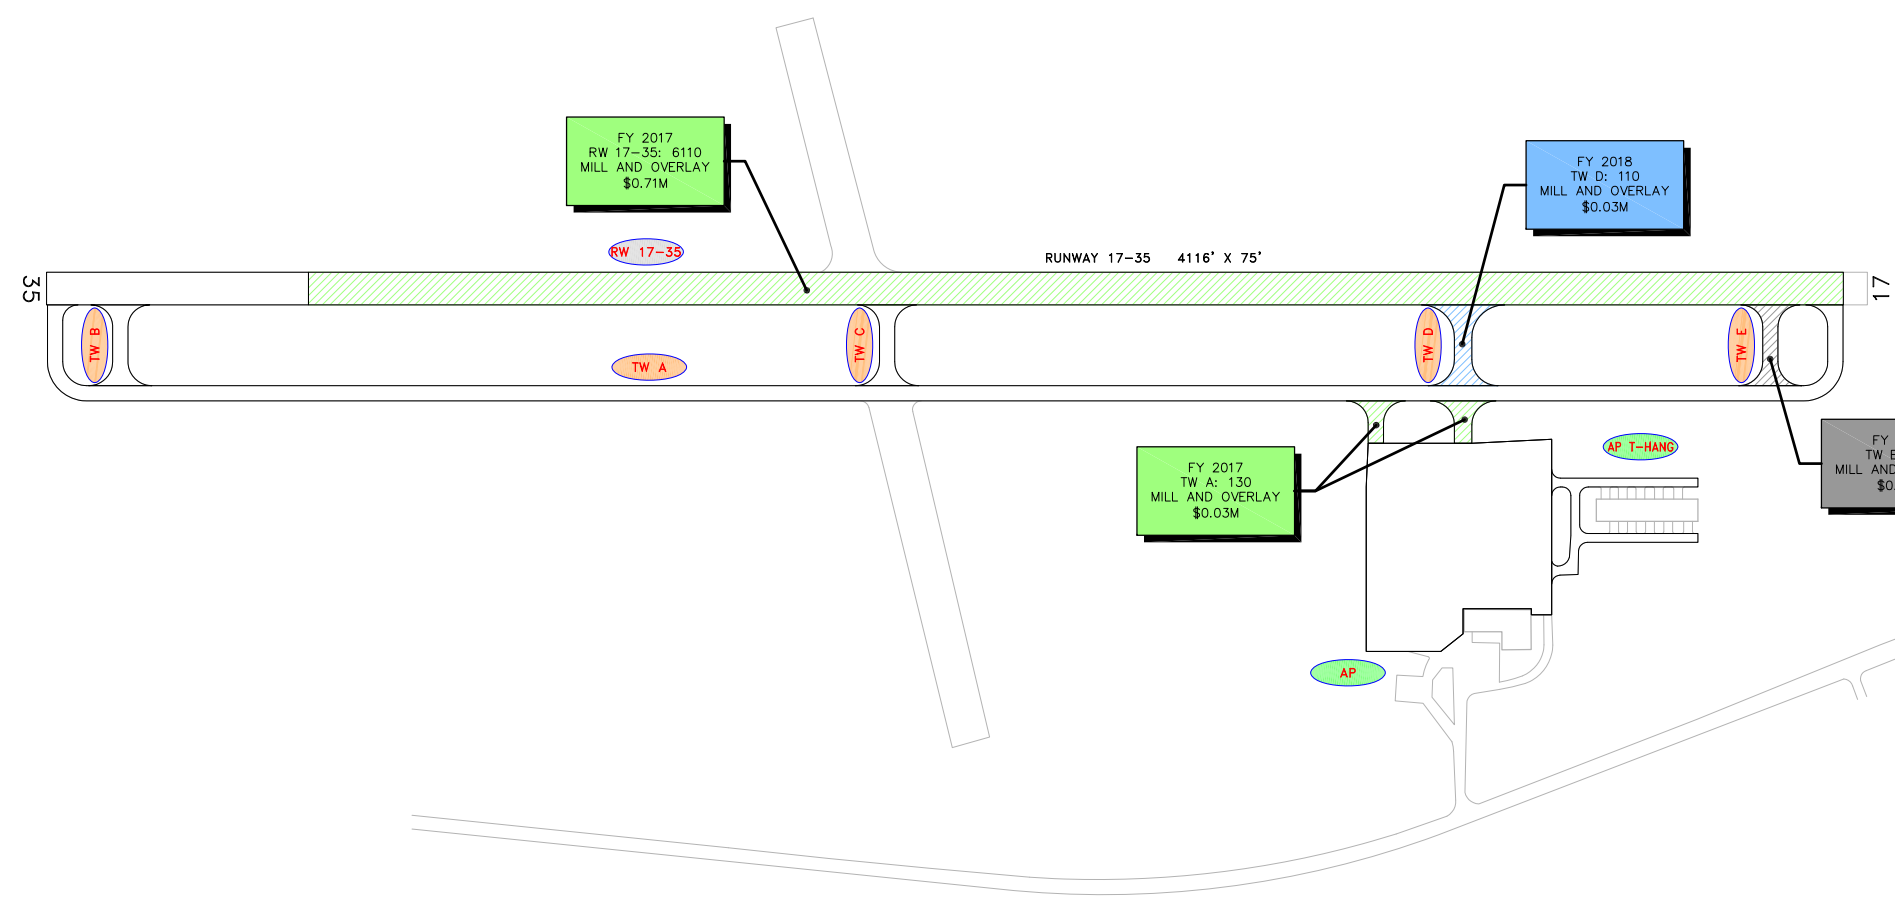 FY 2017
RW 17-35: 6110
MILL AND OVERLAY
$0.71M
FY 2018
TW D: 110
MILL AND OVERLAY
$0.03M
RW 17-35
RUNWAY 17-35 4116' X 75'
35
17
TW B
TW A
TW C
TW D
TW E
FY 2017
TW A: 130
MILL AND OVERLAY
$0.03M
AP T-HANG
FY
TW
MILL AND
$0.
AP